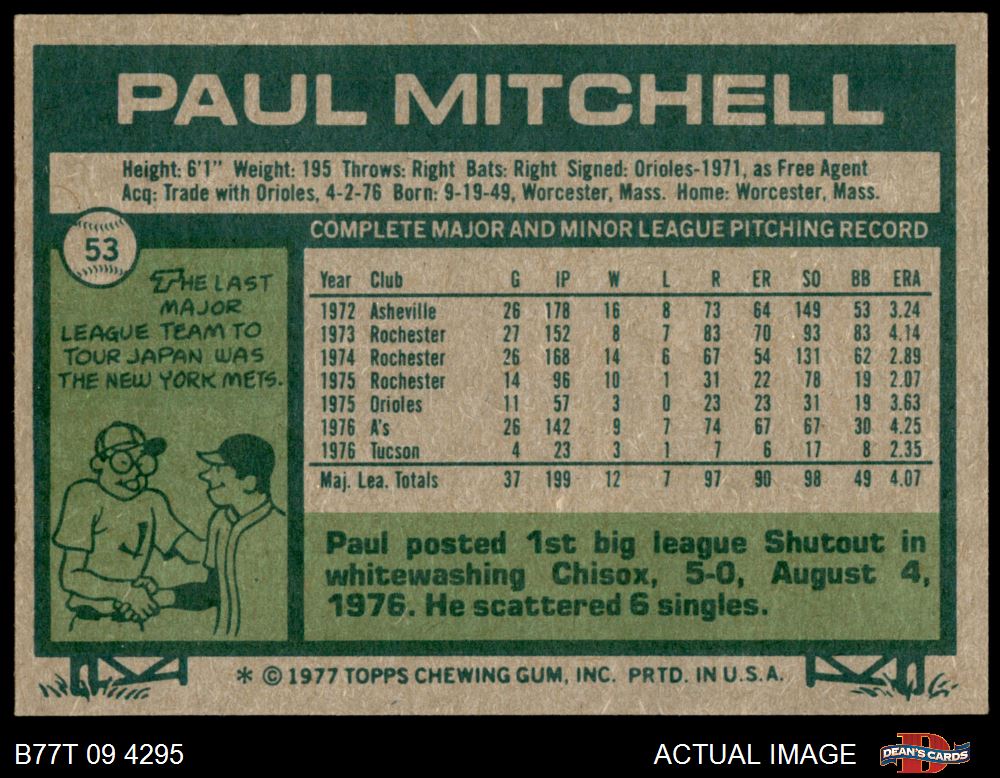 PAUL MITCHELL
Height: 6'1" Weight: 195 Throws: Right Bats: Right Signed: Orioles-1971, as Free Agent
Acq: Trade with Orioles, 4-2-76 Born: 9-19-49, Worcester, Mass. Home: Worcester, Mass.
53
THE LAST
MAJOR
LEAGUE TEAM TO
TOUR JAPAN WAS
THE NEW YORK METS.
J
COMPLETE MAJOR AND MINOR LEAGUE PITCHING RECORD
Year Club G IP W L R ER SO BB ERA
1972 Asheville 26 178 16 8 73 64 149 53 3.24
1973 Rochester 27 152 8 7 83 70 93 83 4.14
1974 Rochester 26 168 14 6 67 54 131 62 2.89
1975 Rochester 14 96 10 1 31 22 78 19 2.07
1975 Orioles 11 57 3 0 23 23 31 19 3.63
1976 A's 26 142 9 7 74 67 67 30 4.25
1976 Tucson 4 23 3 1 7 6 17 8 2.35
Maj. Lea. Totals 37 199 12 7 97 90 98 49 4.07
Paul posted 1st big league Shutout in
whitewashing Chisox, 5-0, August 4,
1976. He scattered 6 singles.
* © 1977 TOPPS CHEWING GUM, INC. PRTD. IN U.S.A.
B77T 09 4295 ACTUAL IMAGE
D
DEAN'S CARDS